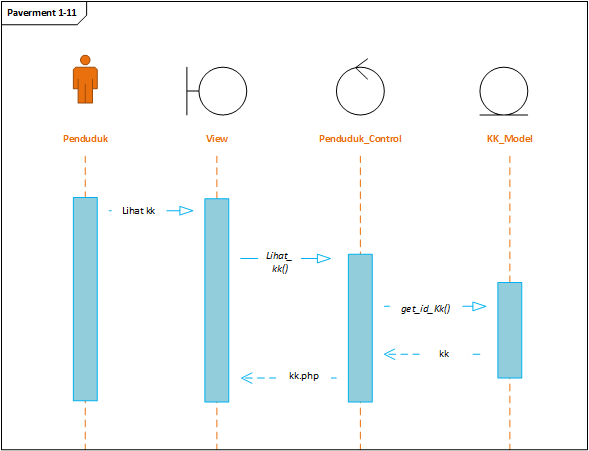 Paverment 1-11
Penduduk
View
Penduduk_Control
KK_Model
Lihat kk
Lihat_
kk()
get_id_Kk()
kk
kk.php